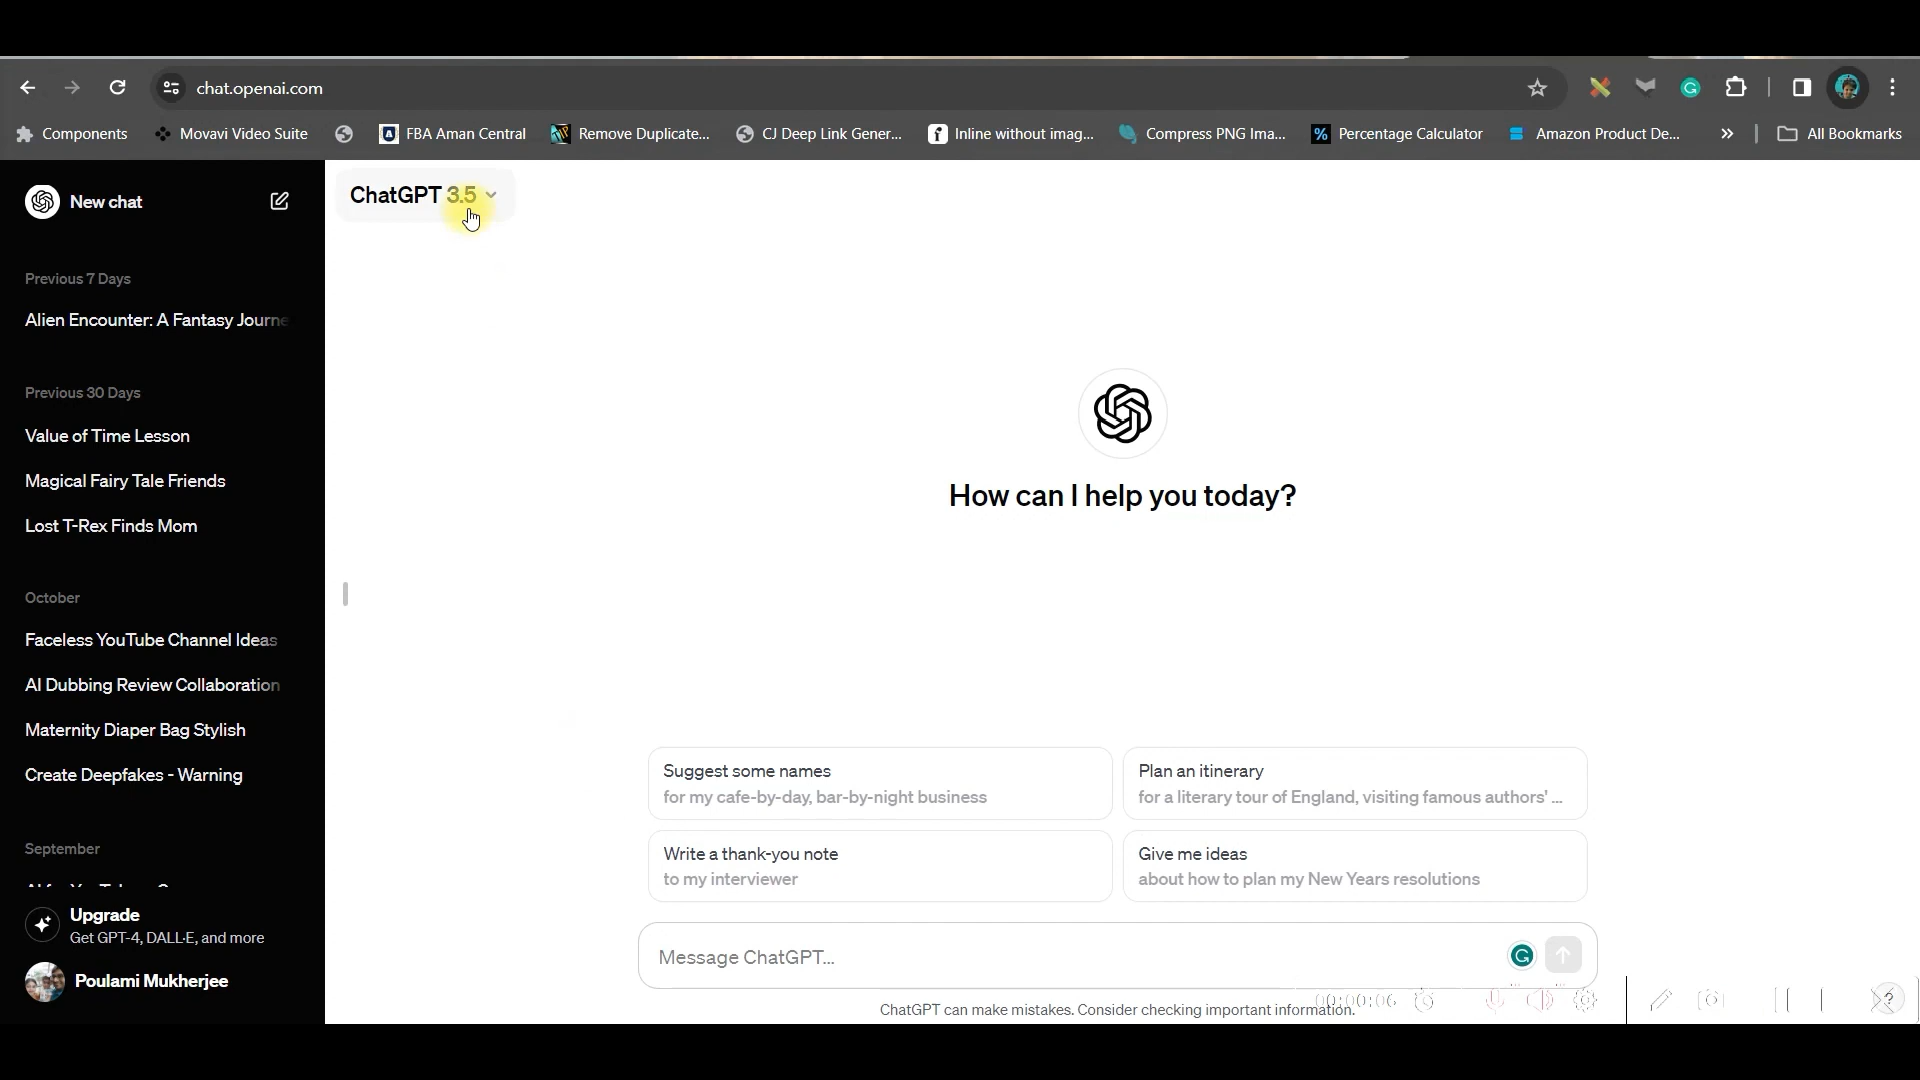 chat.openai.com
Components
Movavi Video Suite
FBA Aman Central
Remove Duplicate...
CJ Deep Link Gener...
Inline without imag...
Compress PNG Ima...
Percentage Calculator
Amazon Product De...
All Bookmarks
New chat
ChatGPT 3.5
Previous 7 Days
Alien Encounter: A Fantasy Journe
Previous 30 Days
Value of Time Lesson
Magical Fairy Tale Friends
Lost T-Rex Finds Mom
October
Faceless YouTube Channel Ideas
AI Dubbing Review Collaboration
Maternity Diaper Bag Stylish
Create Deepfakes - Warning
September
Upgrade
Get GPT-4, DALL·E, and more
Poulami Mukherjee
How can I help you today?
Suggest some names
for my cafe-by-day, bar-by-night business
Plan an itinerary
for a literary tour of England, visiting famous authors' ...
Write a thank-you note
to my interviewer
Give me ideas
about how to plan my New Years resolutions
Message ChatGPT...
ChatGPT can make mistakes. Consider checking important information.
00:00:06
?